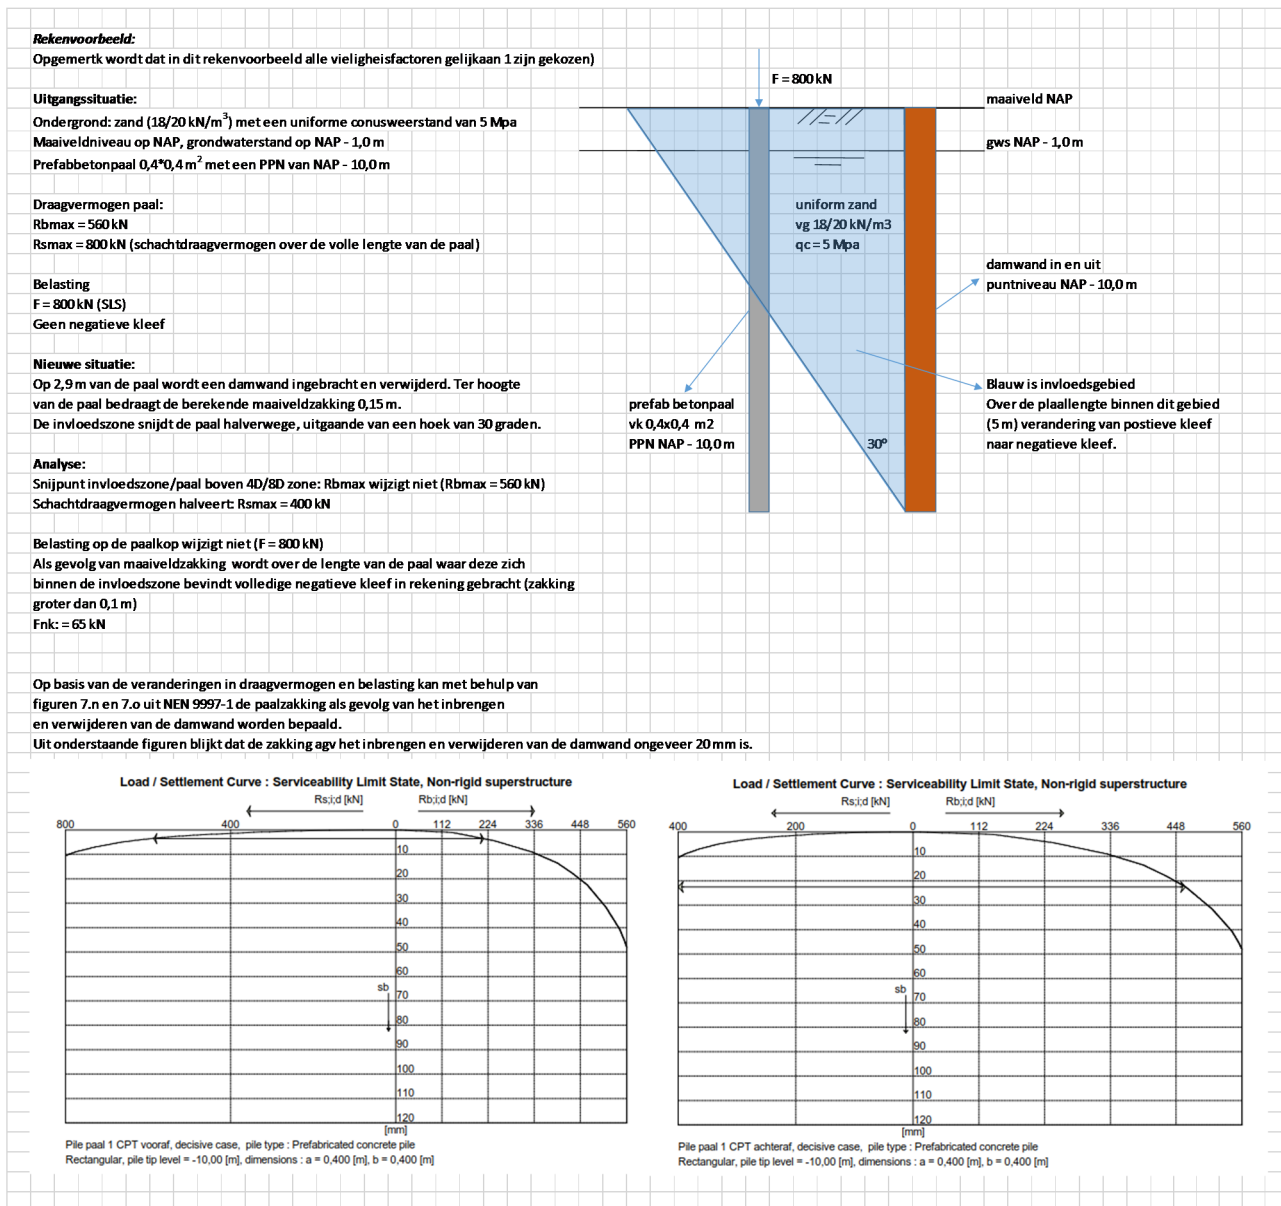 Rekenvoorbeeld:
Opgemertk wordt dat in dit rekenvoorbeeld alle vieligheisfactoren gelijkaan 1 zijn gekozen)
Uitgangssituatie:
Ondergrond: zand (18/20 kN/m³) met een uniforme conusweerstand van 5 Mpa
Maaiveldniveau op NAP, grondwaterstand op NAP - 1,0 m
Prefabbetonpaal 0,4*0,4 m² met een PPN van NAP - 10,0 m
Draagvermogen paal:
Rbmax = 560 kN
Rsmax = 800 kN (schachtdraagvermogen over de volle lengte van de paal)
Belasting
F = 800 kN (SLS)
Geen negatieve kleef
Nieuwe situatie:
Op 2,9 m van de paal wordt een damwand ingebracht en verwijderd. Ter hoogte
van de paal bedraagt de berekende maaiveldzakking 0,15 m.
De invloedszone snijdt de paal halverwege, uitgaande van een hoek van 30 graden.
Analyse:
Snijpunt invloedszone/paal boven 4D/8D zone: Rbmax wijzigt niet (Rbmax = 560 kN)
Schachtdraagvermogen halveert: Rsmax = 400 kN
Belasting op de paalkop wijzigt niet (F = 800 kN)
Als gevolg van maaiveldzakking wordt over de lengte van de paal waar deze zich
binnen de invloedszone bevindt volledige negatieve kleef in rekening gebracht (zakking
groter dan 0,1 m)
Fnk: = 65 kN
Op basis van de veranderingen in draagvermogen en belasting kan met behulp van
figuren 7.n en 7.o uit NEN 9997-1 de paalzakking als gevolg van het inbrengen
en verwijderen van de damwand worden bepaald.
Uit onderstaande figuren blijkt dat de zakking agv het inbrengen en verwijderen van de damwand ongeveer 20 mm is.
F = 800 kN
maaiveld NAP
gws NAP - 1,0 m
uniform zand
vg 18/20 kN/m3
qc = 5 Mpa
damwand in en uit
puntniveau NAP - 10,0 m
prefab betonpaal
vk 0,4x0,4 m2
PPN NAP - 10,0 m
30°
Blauw is invloedsgebied
Over de plaallengte binnen dit gebied
(5 m) verandering van postieve kleef
naar negatieve kleef.
Load / Settlement Curve : Serviceability Limit State, Non-rigid superstructure
Rs;i;d [kN] Rb;i;d [kN]
800 400 0 112 224 336 448 560
10
20
30
40
50
60
sb
70
80
90
100
110
120
[mm]
Pile paal 1 CPT vooraf, decisive case, pile type : Prefabricated concrete pile
Rectangular, pile tip level = -10,00 [m], dimensions : a = 0,400 [m], b = 0,400 [m]
Load / Settlement Curve : Serviceability Limit State, Non-rigid superstructure
Rs;i;d [kN] Rb;i;d [kN]
400 200 0 112 224 336 448 560
10
20
30
40
50
60
sb
70
80
90
100
110
120
[mm]
Pile paal 1 CPT achteraf, decisive case, pile type : Prefabricated concrete pile
Rectangular, pile tip level = -10,00 [m], dimensions : a = 0,400 [m], b = 0,400 [m]